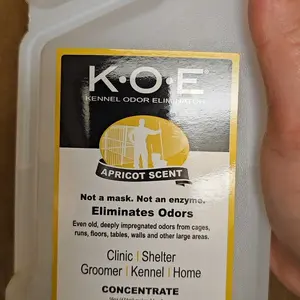 K·O·E
KENNEL ODOR ELIMINATOR
APRICOT SCENT
Not a mask. Not an enzyme.
Eliminates Odors
Even old, deeply impregnated odors from cages,
runs, floors, tables, walls and other large areas.
Clinic | Shelter
Groomer | Kennel | Home
CONCENTRATE